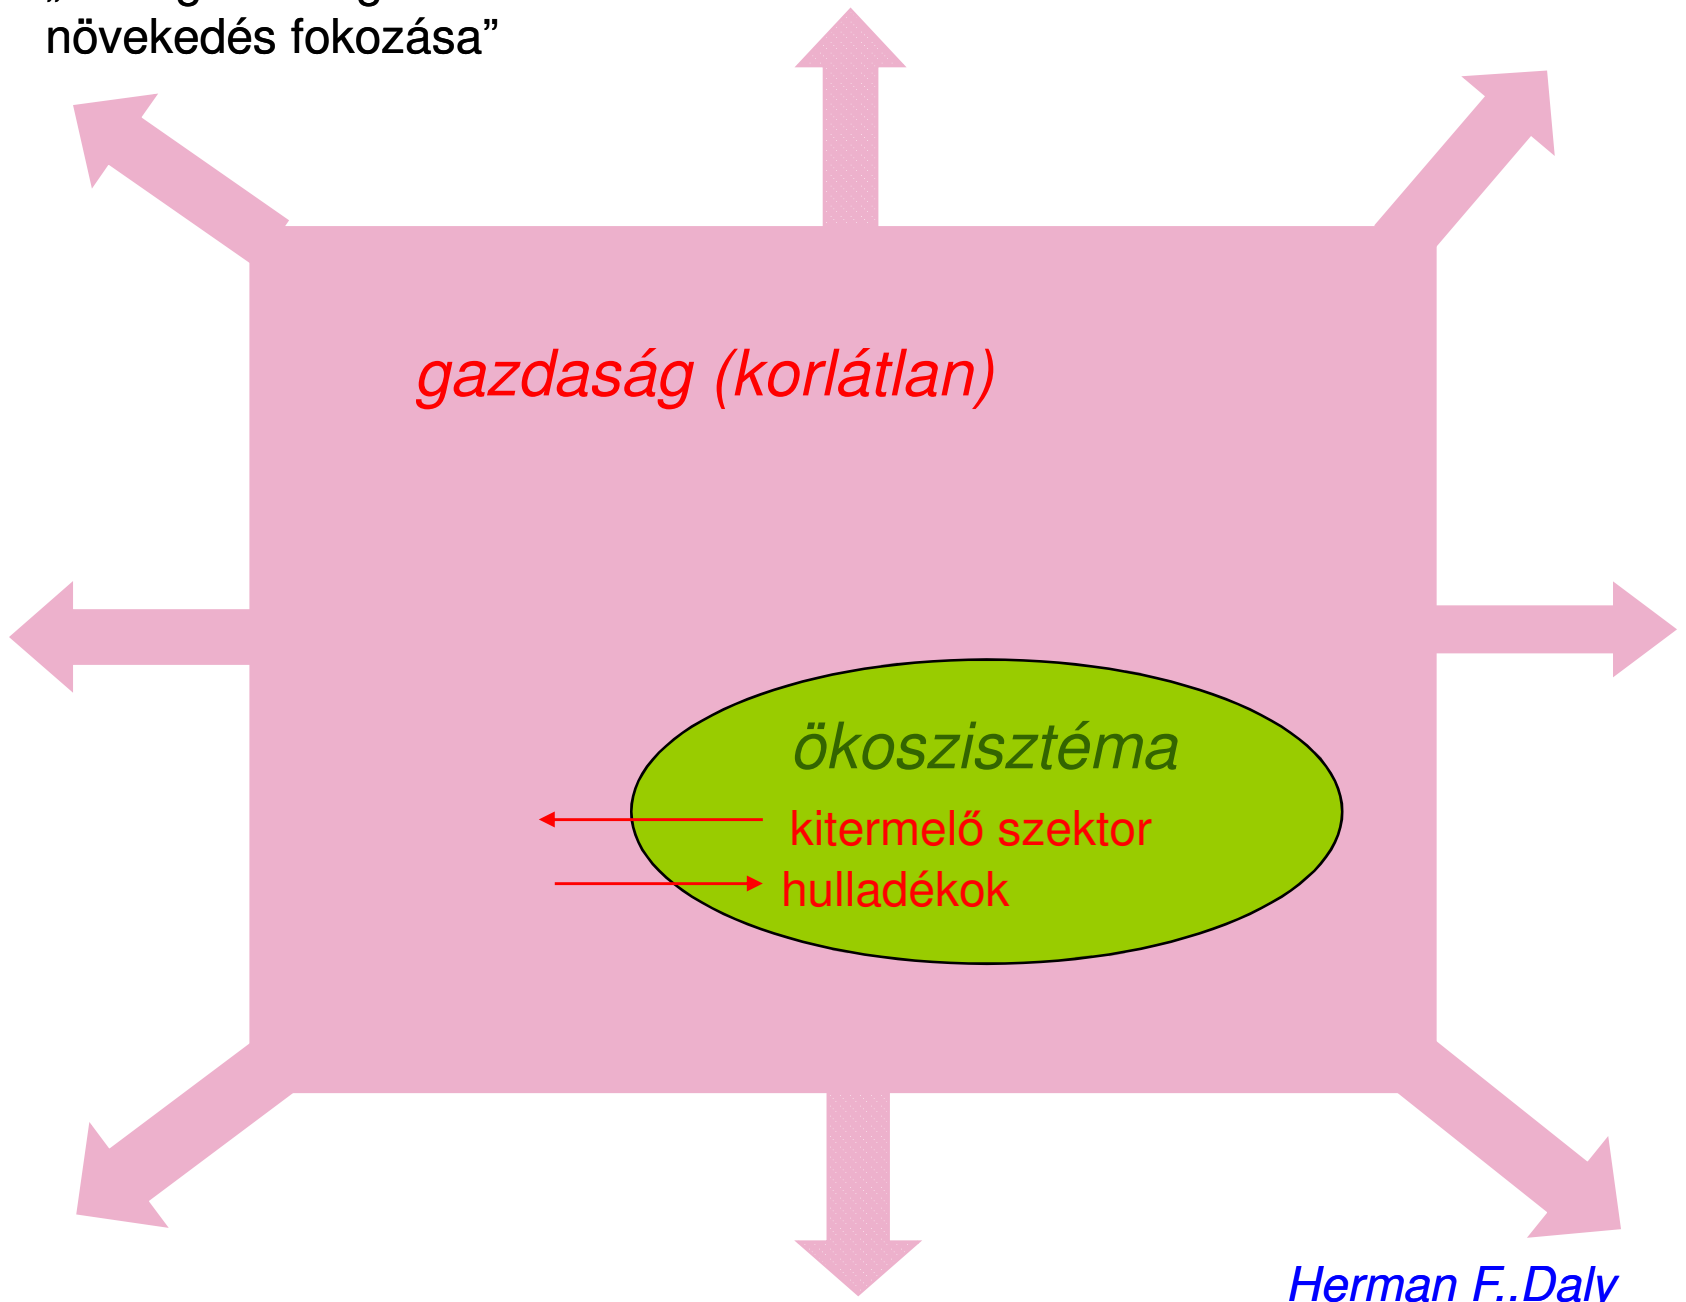 növekedés fokozása”
gazdaság (korlátlan)
ökoszisztéma
kitermelő szektor
hulladékok
Herman F..Daly